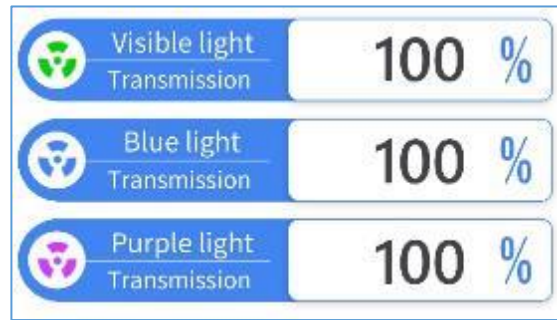 Visible light
Transmission
100 %
Blue light
Transmission
100 %
Purple light
Transmission
100 %